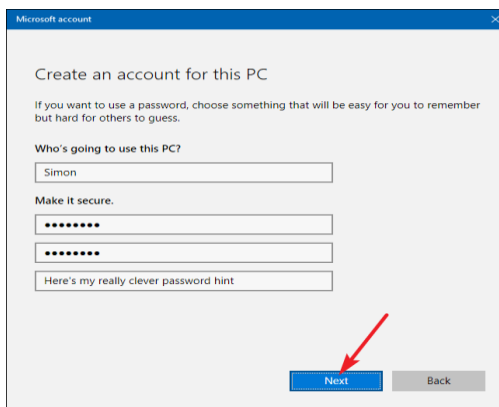 Microsoft account
Create an account for this PC
If you want to use a password, choose something that will be easy for you to remember
but hard for others to guess.
Who's going to use this PC?
Simon
Make it secure.
••••••••
••••••••
Here's my really clever password hint
Next
Back